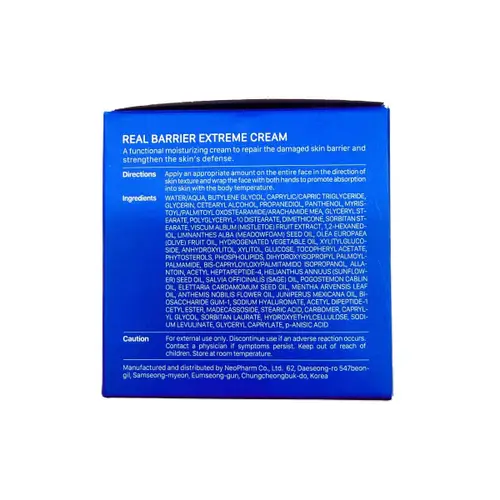 REAL BARRIER EXTREME CREAM
A functional moisturizing cream to repair the damaged skin barrier and
strengthen the skin's defense.
Directions Apply an appropriate amount on the entire face in the direction of
skin texture and wrap the face with both hands to promote absorption
into skin with the body temperature.
Ingredients WATER/AQUA, BUTYLENE GLYCOL, CAPRYLIC/CAPRIC TRIGLYCERIDE,
GLYCERIN, CETEARYL ALCOHOL, PROPANEDIOL, PANTHENOL, MYRIS-
TOYL/PALMITOYL OXOSTEARAMIDE/ARACHAMIDE MEA, GLYCERYL ST-
EARATE, POLYGLYCERYL-10 DISTEARATE, DIMETHICONE, SORBITAN ST-
EARATE, VISCUM ALBUM (MISTLETOE) FRUIT EXTRACT, 1,2-HEXANED-
IOL, LIMNANTHES ALBA (MEADOWFOAM) SEED OIL, OLEA EUROPAEA
(OLIVE) FRUIT OIL, HYDROGENATED VEGETABLE OIL, XYLITYLGLUCO-
SIDE, ANHYDROXYLITOL, XYLITOL, GLUCOSE, TOCOPHERYL ACETATE,
PHYTOSTEROLS, PHOSPHOLIPIDS, DIHYDROXYISOPROPYL PALMOYL-
PALMAMIDE, BIS-CAPRYLOYLOXYPALMITAMIDO ISOPROPANOL, ALLA-
NTOIN, ACETYL HEPTAPEPTIDE-4, HELIANTHUS ANNUUS (SUNFLOW-
ER) SEED OIL, SALVIA OFFICINALIS (SAGE) OIL, POGOSTEMON CABLIN
OIL, ELETTARIA CARDAMOMUM SEED OIL, MENTHA ARVENSIS LEAF
OIL, ANTHEMIS NOBILIS FLOWER OIL, JUNIPERUS MEXICANA OIL, BI-
OSACCHARIDE GUM-1, SODIUM HYALURONATE, ACETYL DIPEPTIDE-1
CETYL ESTER, MADECASSOSIDE, STEARIC ACID, CARBOMER, CAPRYL-
YL GLYCOL, SORBITAN LAURATE, HYDROXYETHYLCELLULOSE, SODI-
UM LEVULINATE, GLYCERYL CAPRYLATE, p-ANISIC ACID
Caution For external use only. Discontinue use if an adverse reaction occurs.
Contact a physician if symptoms persist. Keep out of reach of
children. Store at room temperature.
Manufactured and distributed by NeoPharm Co., Ltd. 62, Daeseong-ro 547beon-
gil, Samseong-myeon, Eumseong-gun, Chungcheongbuk-do, Korea